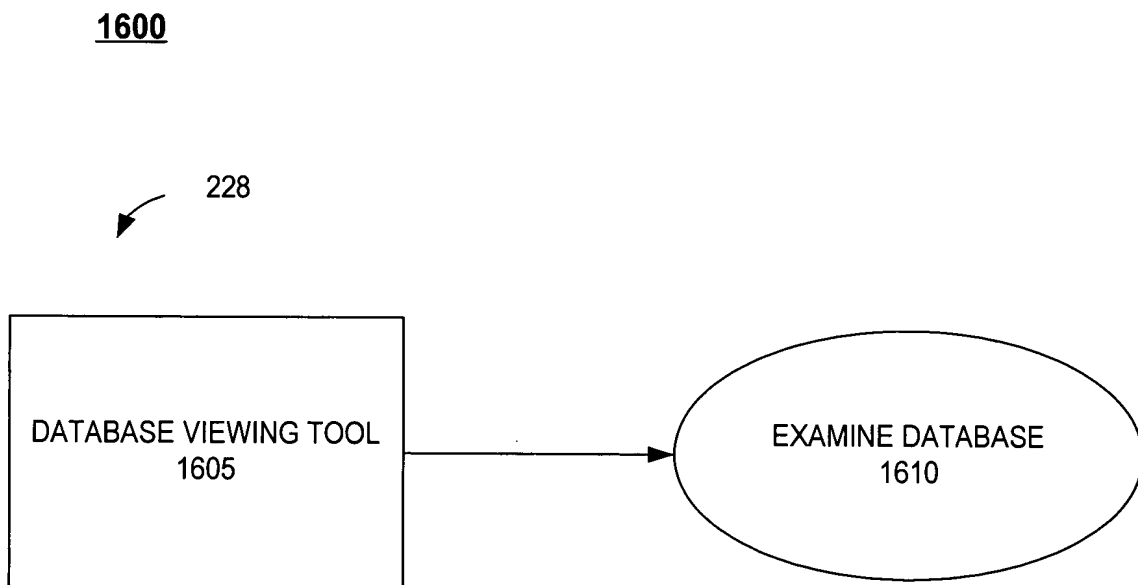 1600
228
DATABASE VIEWING TOOL
1605
EXAMINE DATABASE
1610